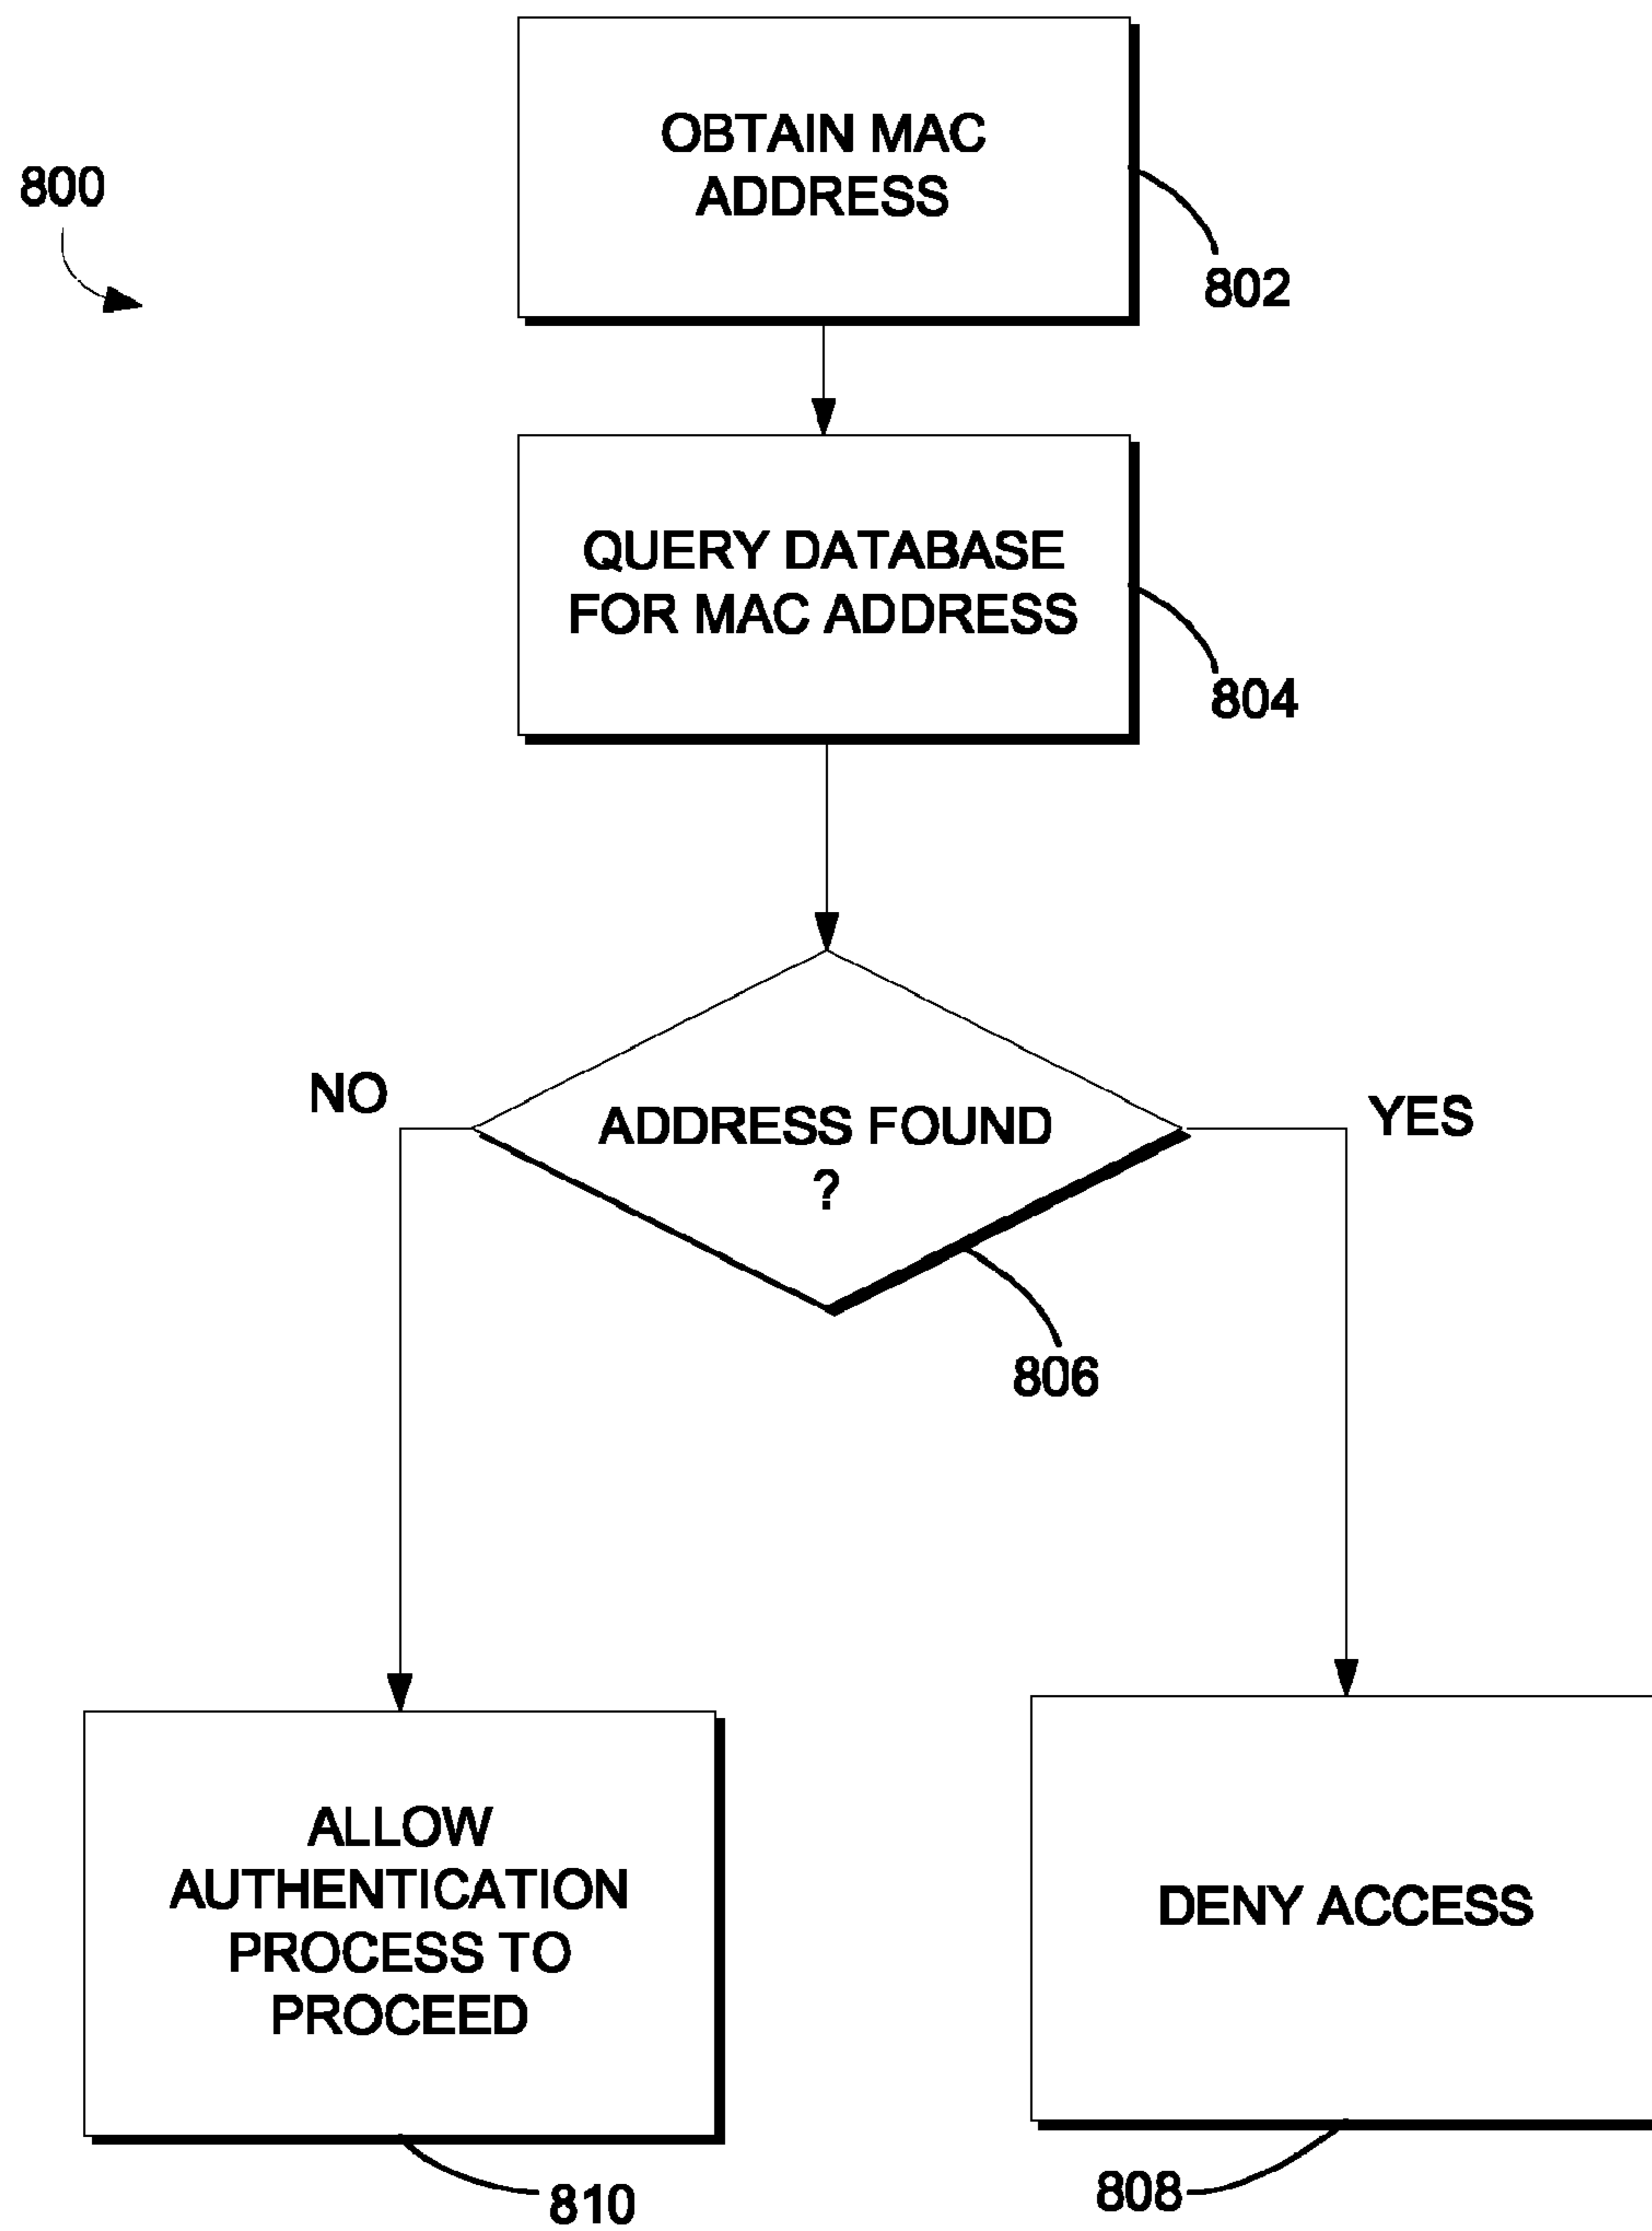 OBTAIN MAC
ADDRESS
800
802
QUERY DATABASE
FOR MAC ADDRESS
804
NO
YES
ADDRESS FOUND
?
806
ALLOW
AUTHENTICATION
PROCESS TO
PROCEED
DENY ACCESS
810
808